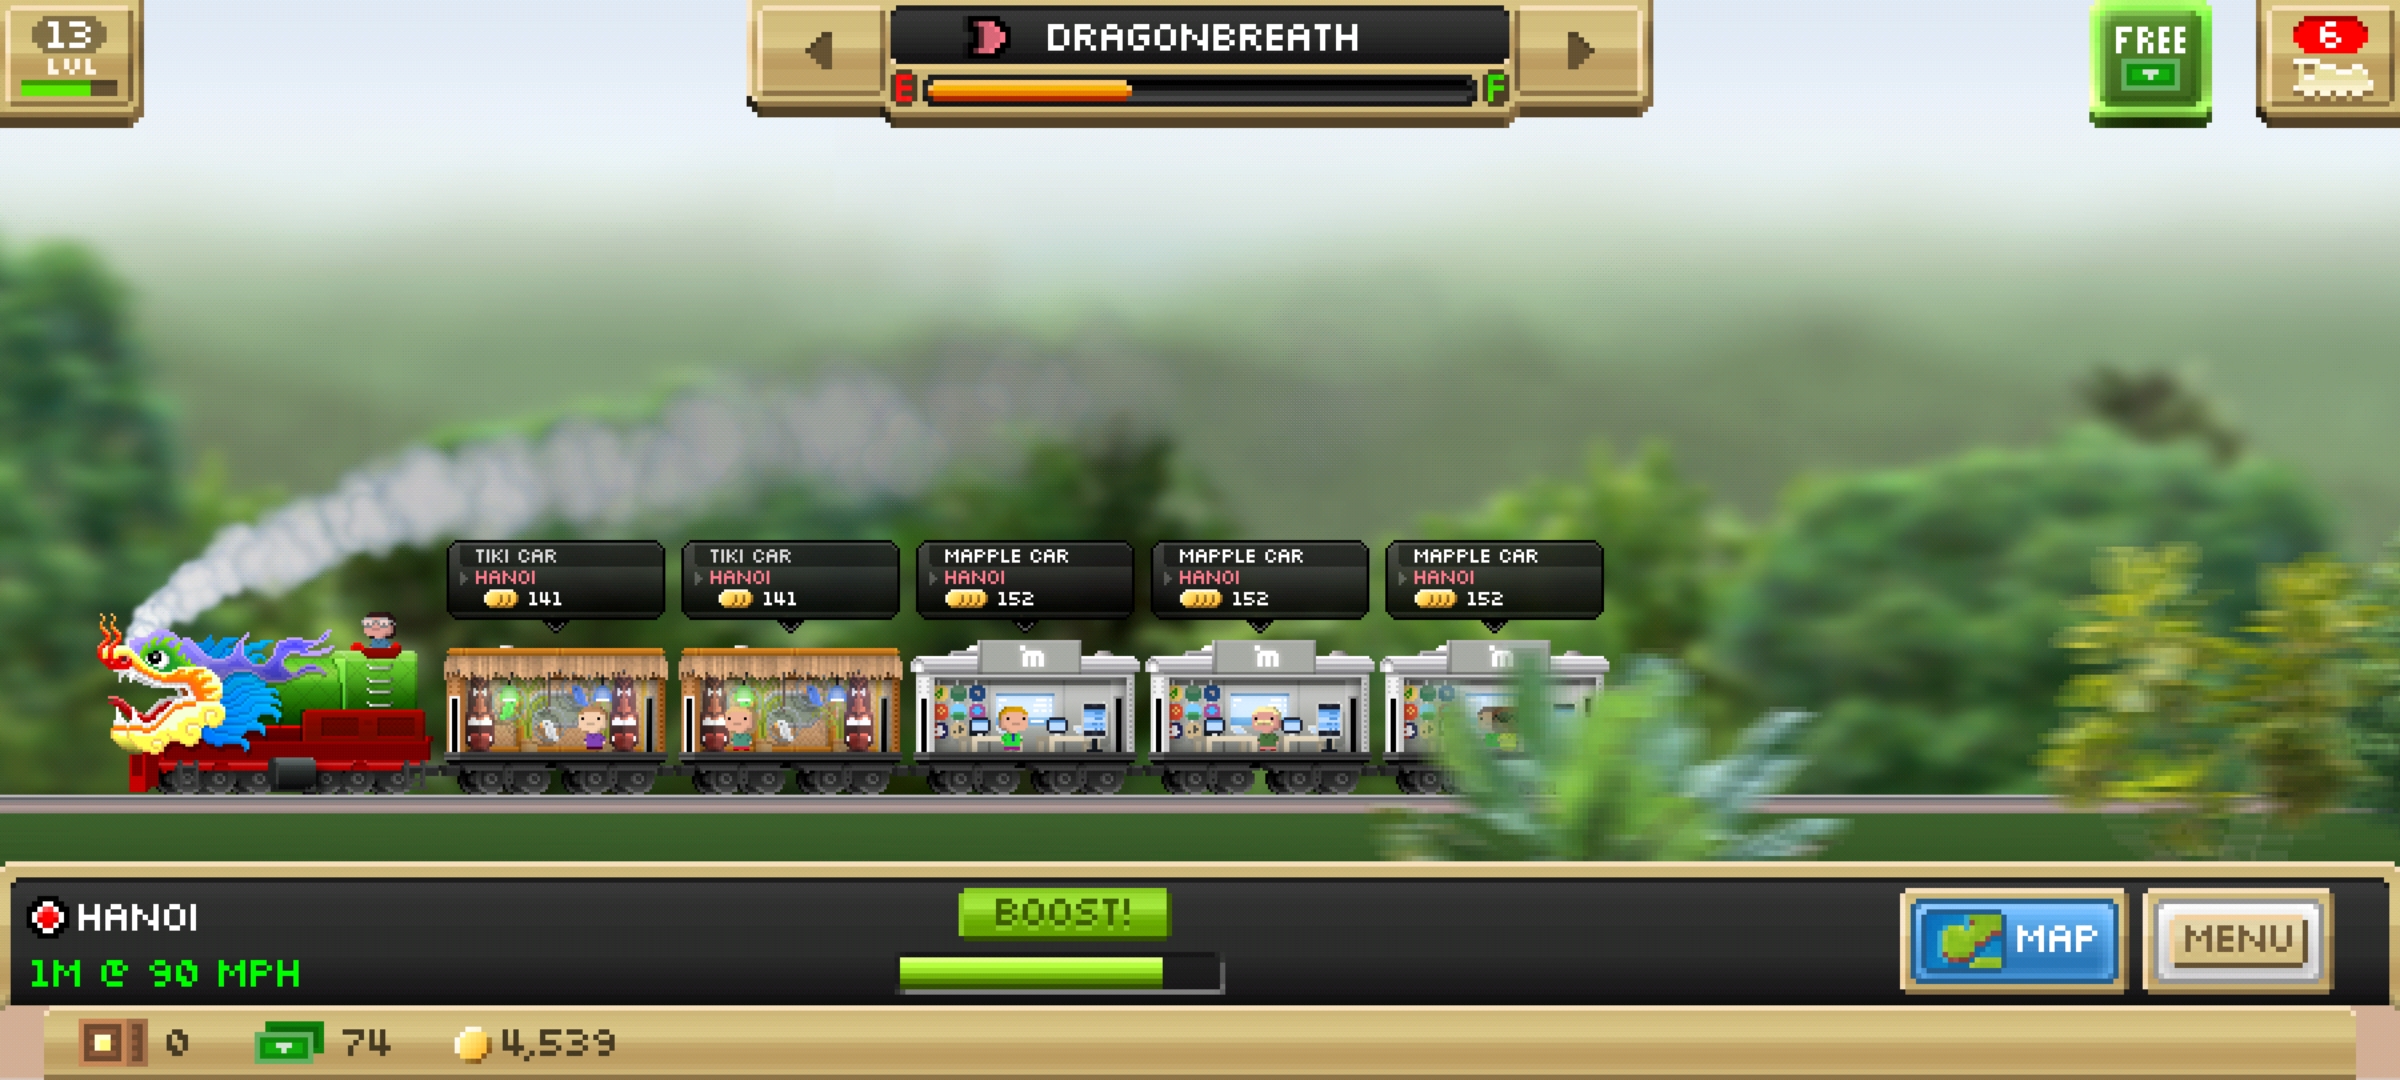 13
LVL
DRAGONBREATH
E
F
FREE
6
TIKI CAR
HANOI
141
TIKI CAR
HANOI
141
MAPPLE CAR
HANOI
152
MAPPLE CAR
HANOI
152
MAPPLE CAR
HANOI
152
m
m
m
HANOI
1M @ 90 MPH
BOOST!
MAP
MENU
0
74
4,539